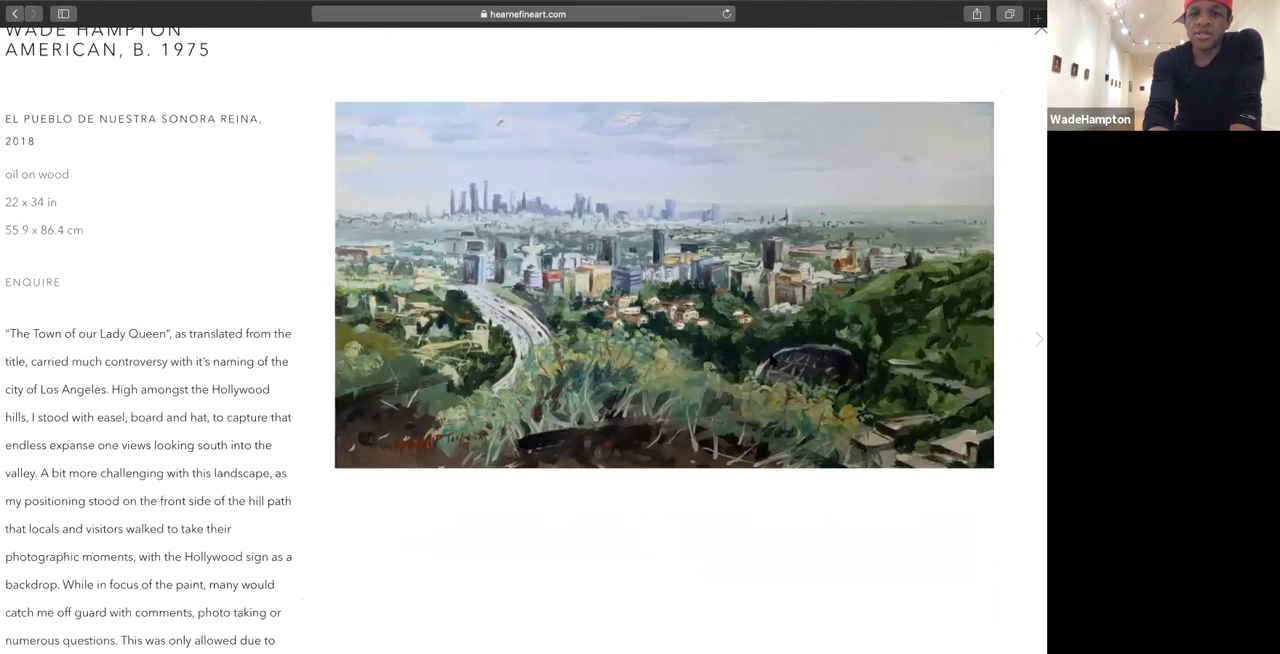 hearnefineart.com
WADE HAMPTON
AMERICAN, B. 1975
EL PUEBLO DE NUESTRA SONORA REINA,
2018
oil on wood
22 x 34 in
55.9 x 86.4 cm
ENQUIRE
“The Town of our Lady Queen”, as translated from the
title, carried much controversy with it’s naming of the
city of Los Angeles. High amongst the Hollywood
hills, I stood with easel, board and hat, to capture that
endless expanse one views looking south into the
valley. A bit more challenging with this landscape, as
my positioning stood on the front side of the hill path
that locals and visitors walked to take their
photographic moments, with the Hollywood sign as a
backdrop. While in focus of the paint, many would
catch me off guard with comments, photo taking or
numerous questions. This was only allowed due to
WadeHampton